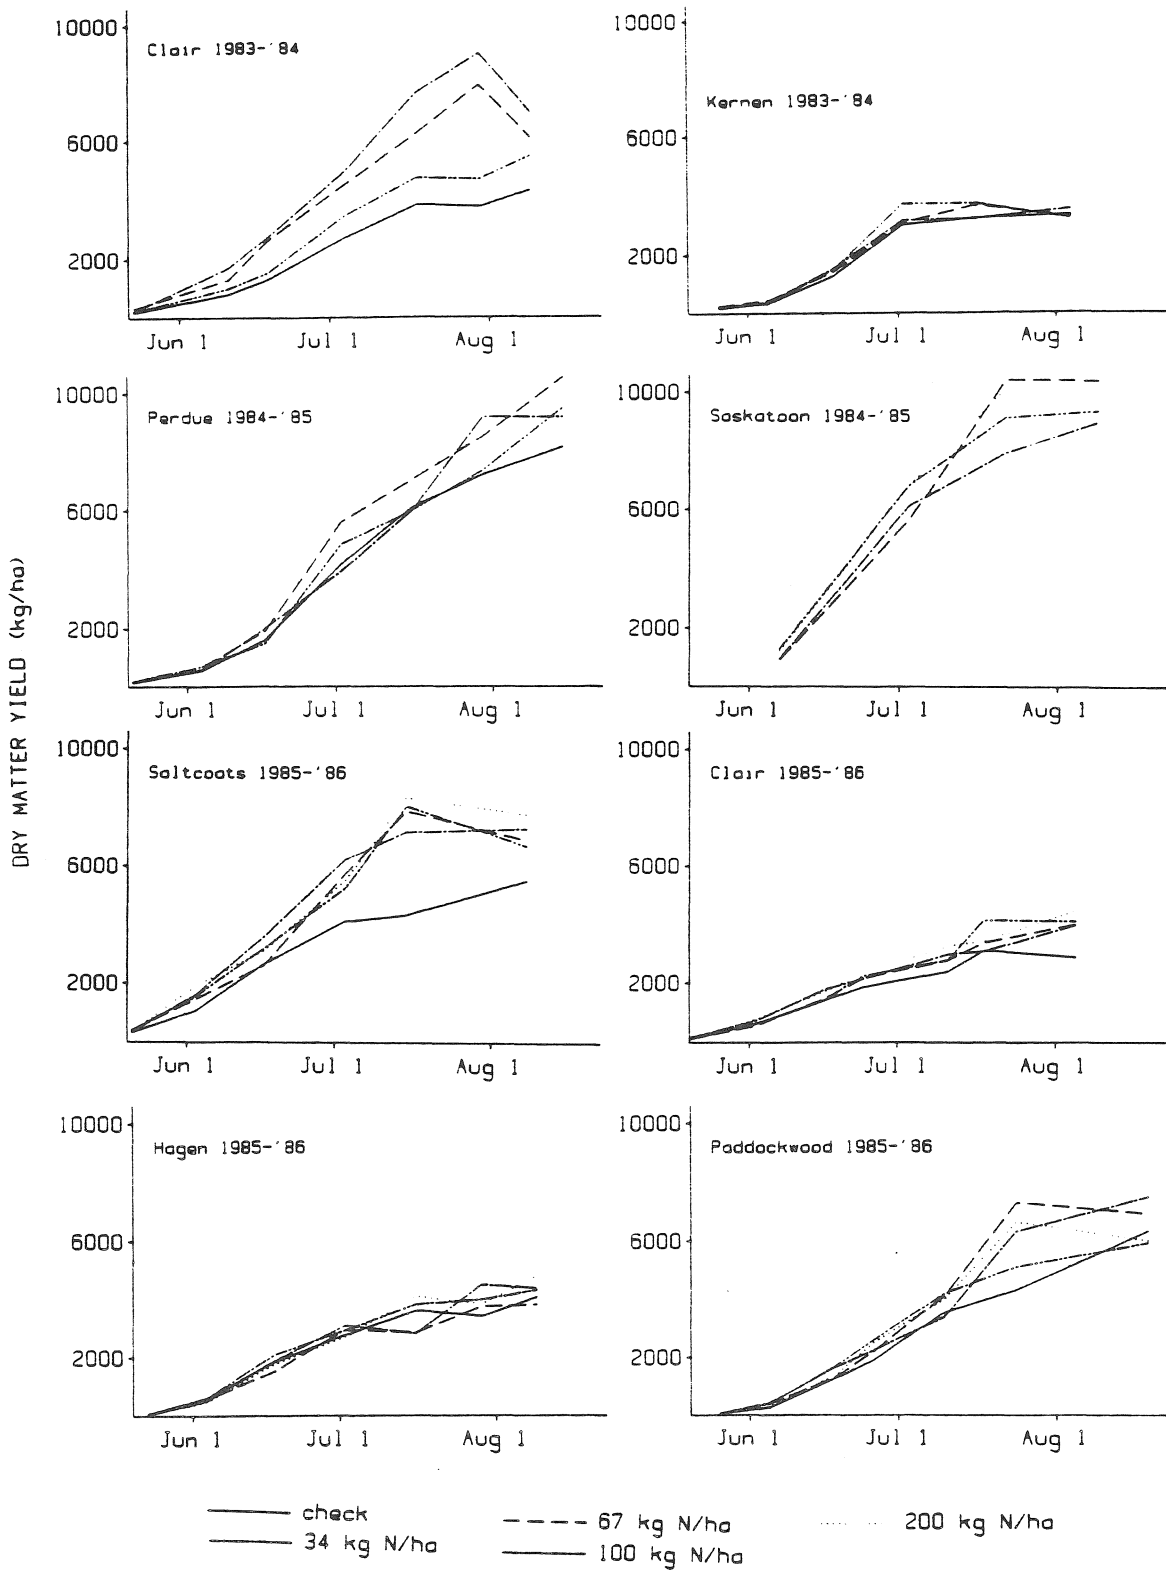 10000
Clair 1983-'84
6000
2000
Jun 1 Jul 1 Aug 1
10000
Kernen 1983-'84
6000
2000
Jun 1 Jul 1 Aug 1
10000
Perdue 1984-'85
6000
2000
Jun 1 Jul 1 Aug 1
10000
Saskatoon 1984-'85
6000
2000
Jun 1 Jul 1 Aug 1
DRY MATTER YIELD (kg/ha)
10000
Saltcoats 1985-'86
6000
2000
Jun 1 Jul 1 Aug 1
10000
Clair 1985-'86
6000
2000
Jun 1 Jul 1 Aug 1
10000
Hagen 1985-'86
6000
2000
Jun 1 Jul 1 Aug 1
10000
Paddockwood 1985-'86
6000
2000
Jun 1 Jul 1 Aug 1
check
34 kg N/ha
67 kg N/ha
100 kg N/ha
200 kg N/ha